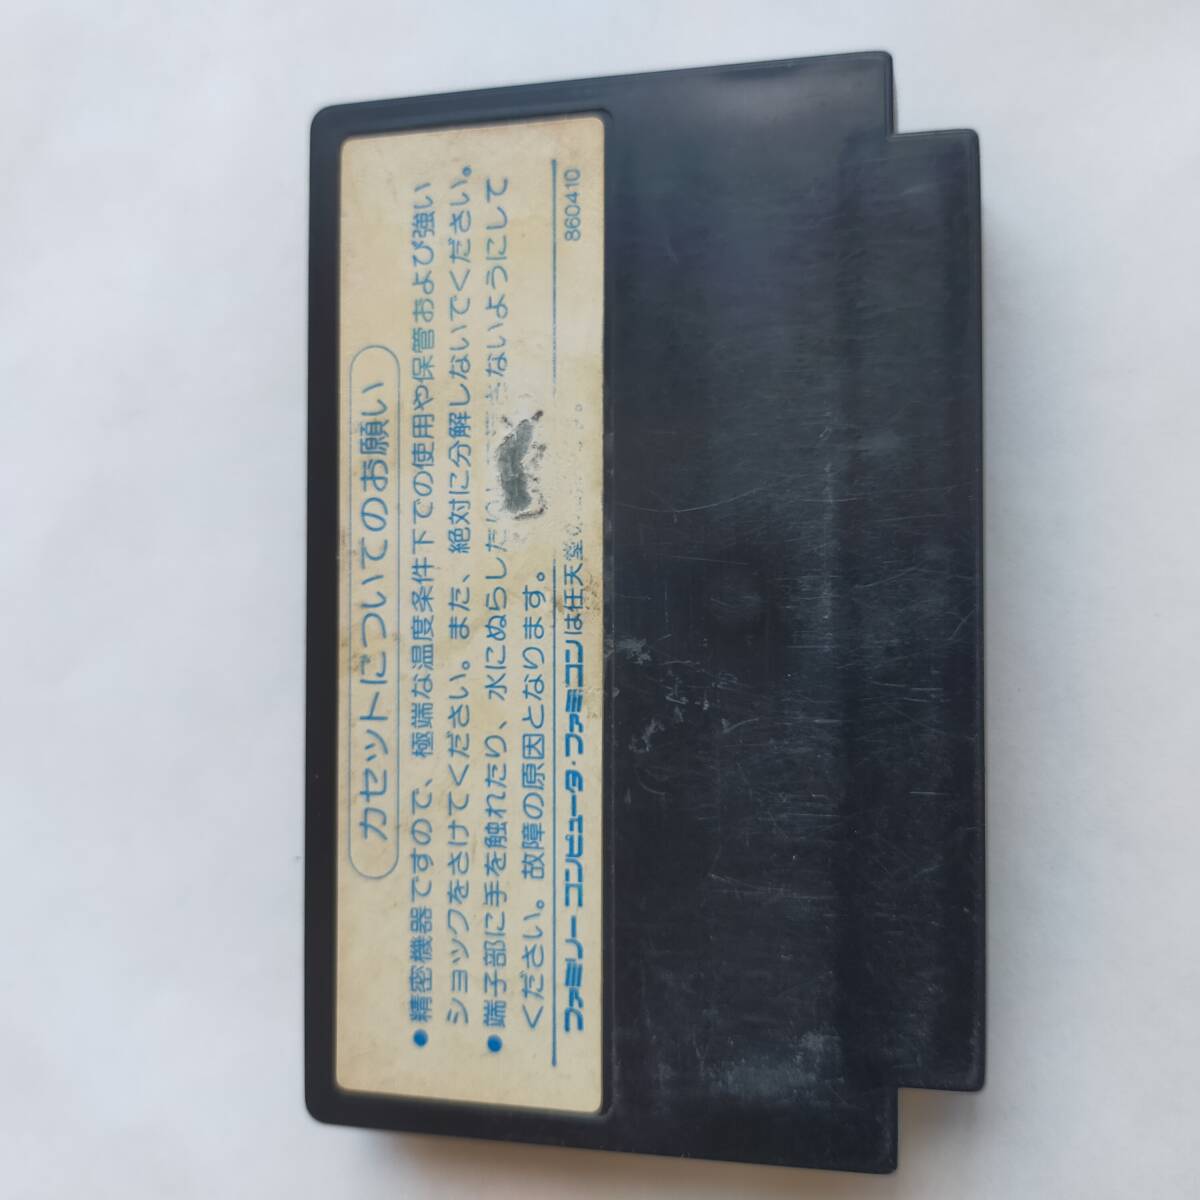 カセットについてのお願い
●精密機器ですので、極端な温度条件下での使用や保管および強い
ショックをさけてください。また、絶対に分解しないでください。
●端子部に手を触れたり、水にぬらしたり さないようにして
ください。故障の原因となります。
ファミリーコンピュータ・ファミコンは任天堂
860410